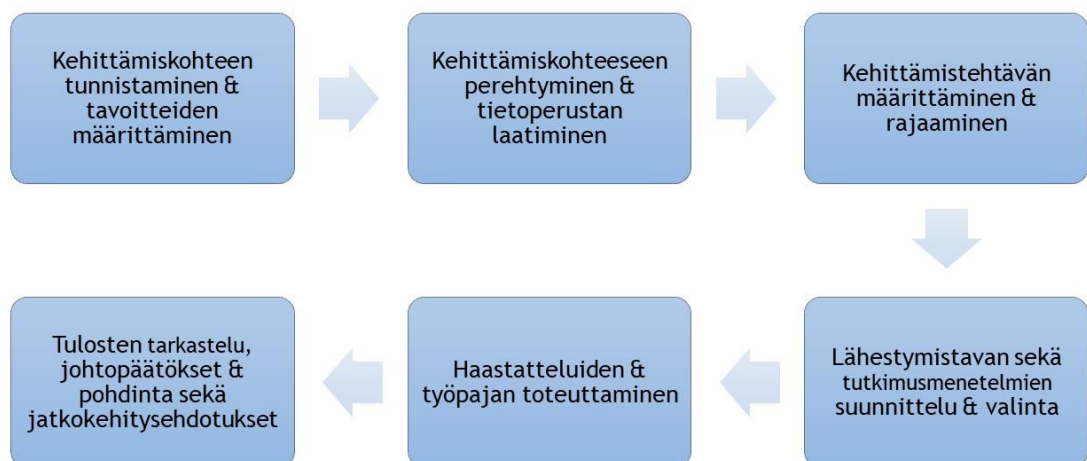 Kehittämiskohteen
tunnistaminen &
tavoitteiden
määrittäminen
Kehittämiskohteeseen
perehtyminen &
tietoperustan
laatiminen
Kehittämistehtävän
määrittäminen &
rajaaminen
Lähestymistavan sekä
tutkimusmenetelmien
suunnittelu & valinta
Haastatteluiden &
työpajan toteuttaminen
Tulosten tarkastelu,
johtopäätökset &
pohdinta sekä
jatkokehitysehdotukset